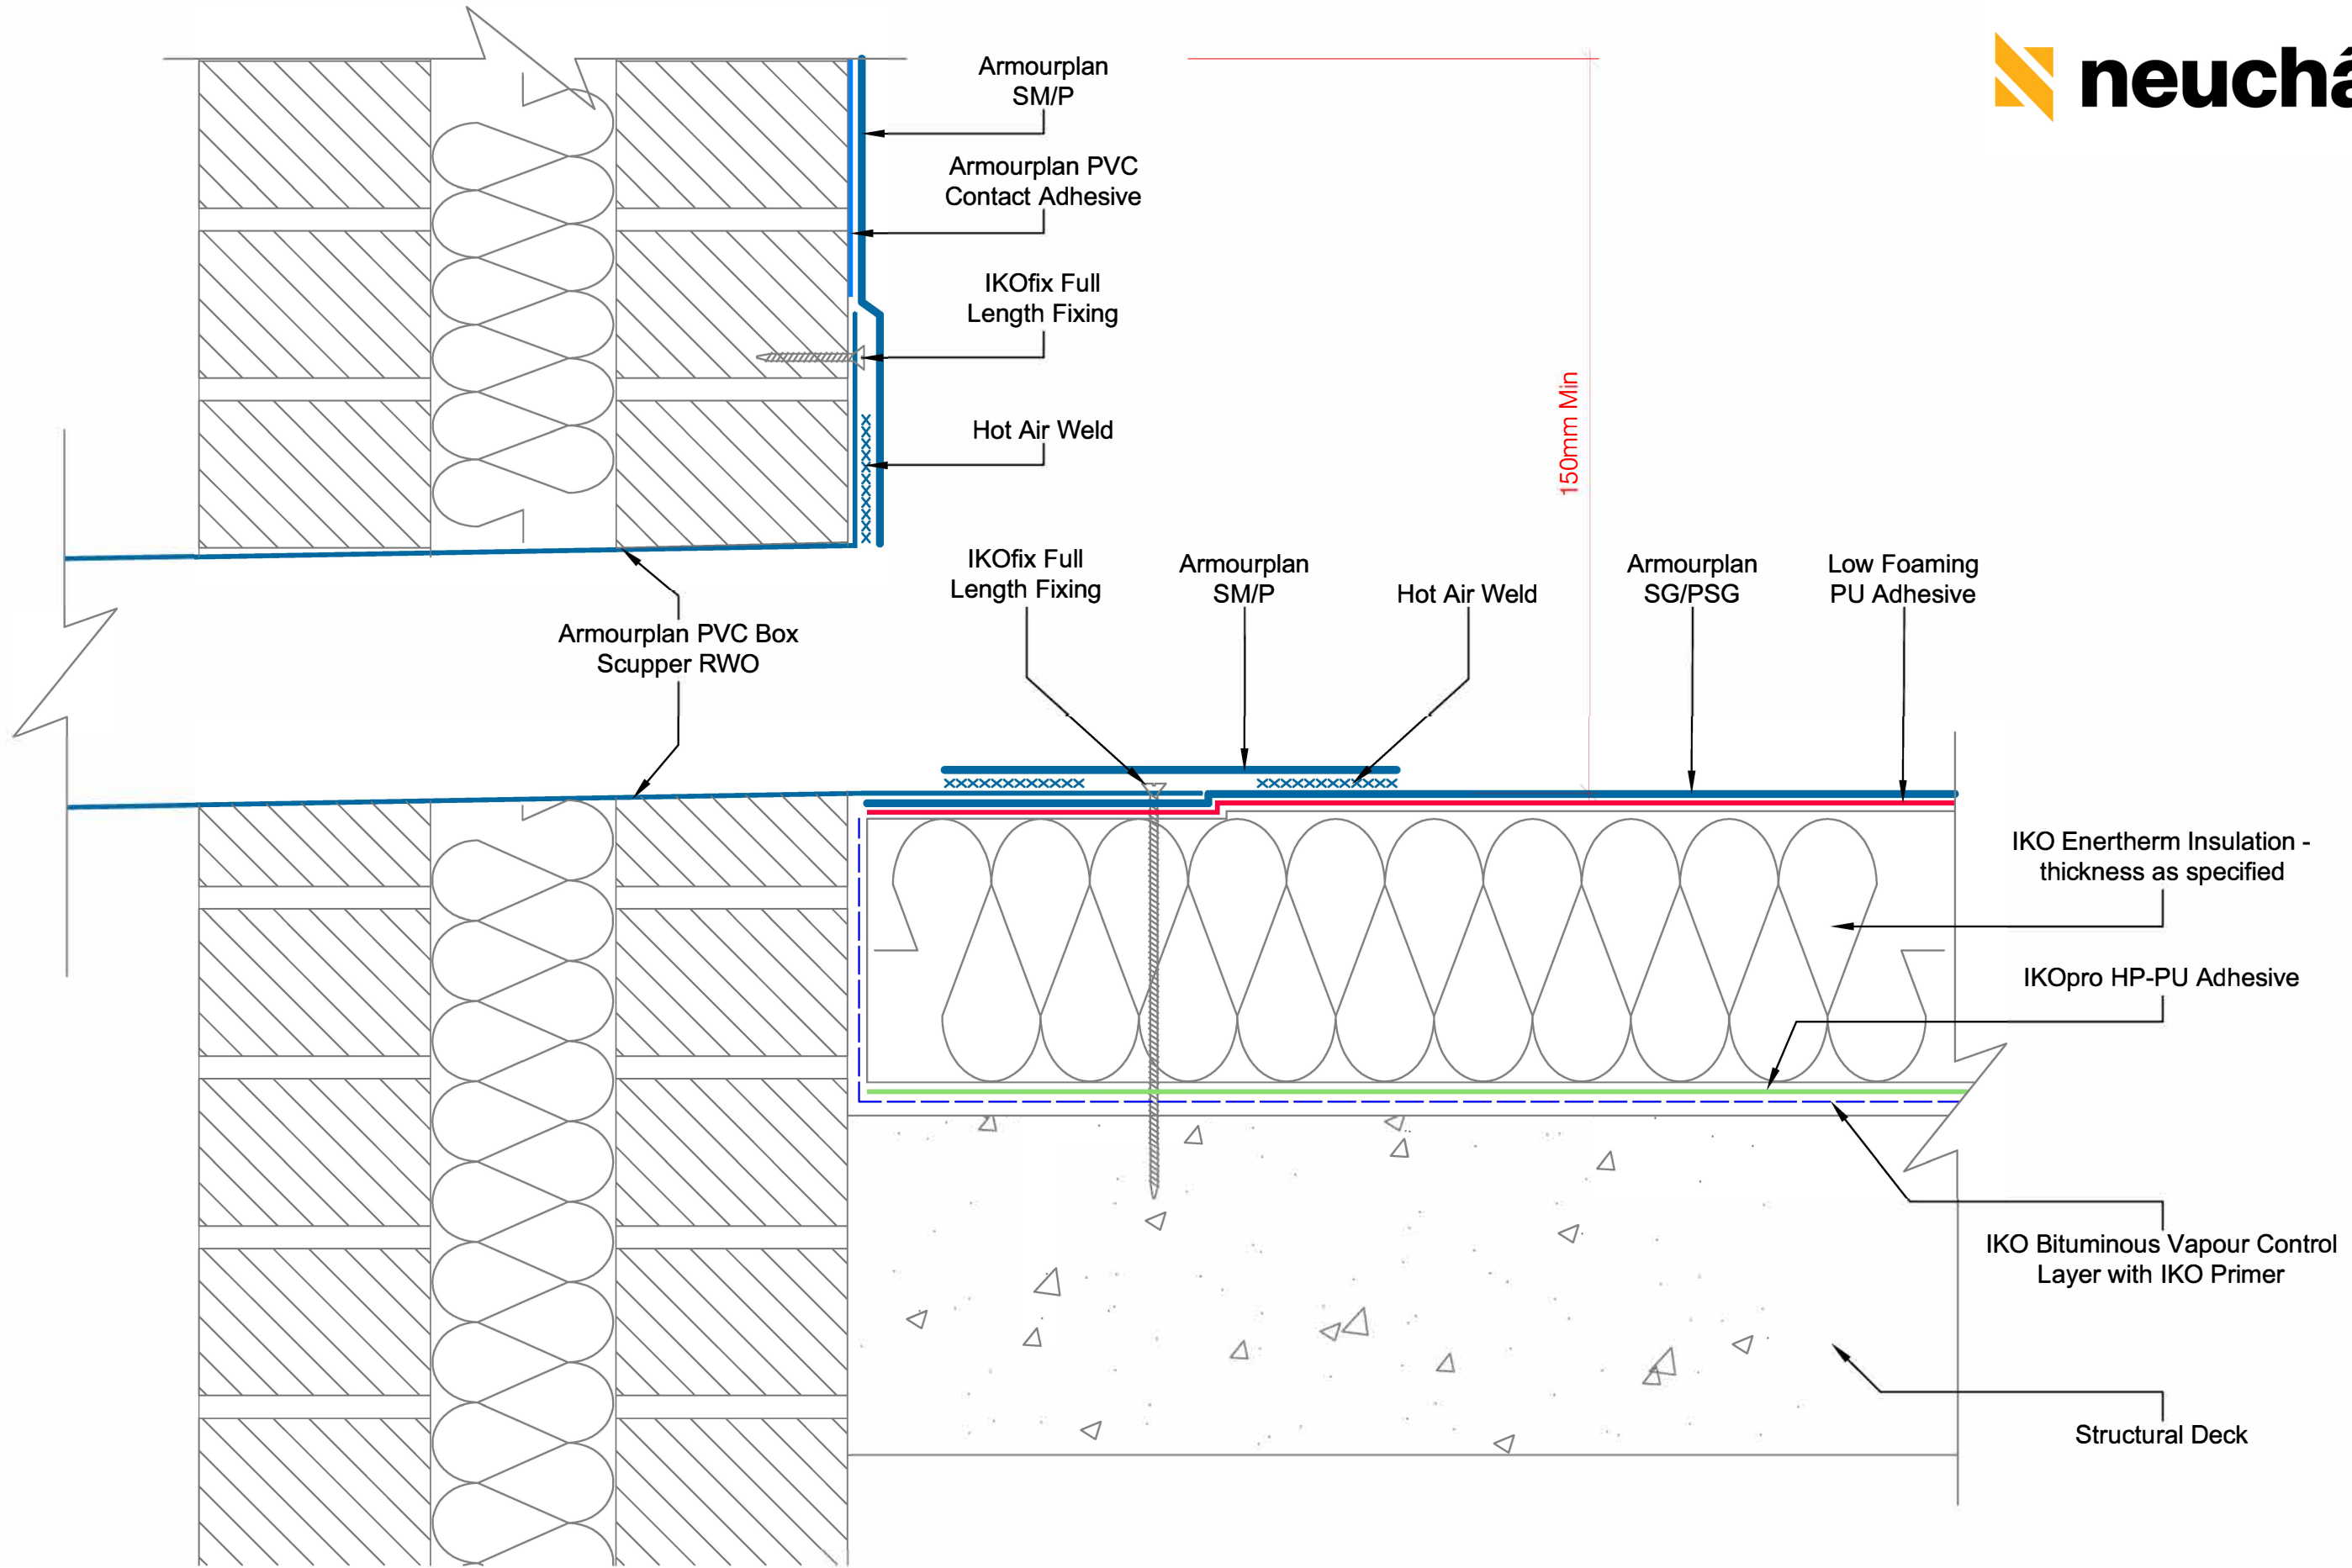 neuchâ
Armourplan
SM/P
Armourplan PVC
Contact Adhesive
IKOfix Full
Length Fixing
Hot Air Weld
150mm Min
IKOfix Full
Length Fixing
Armourplan
SM/P
Hot Air Weld
Armourplan
SG/PSG
Low Foaming
PU Adhesive
Armourplan PVC Box
Scupper RWO
IKO Enertherm Insulation -
thickness as specified
IKOpro HP-PU Adhesive
IKO Bituminous Vapour Control
Layer with IKO Primer
Structural Deck